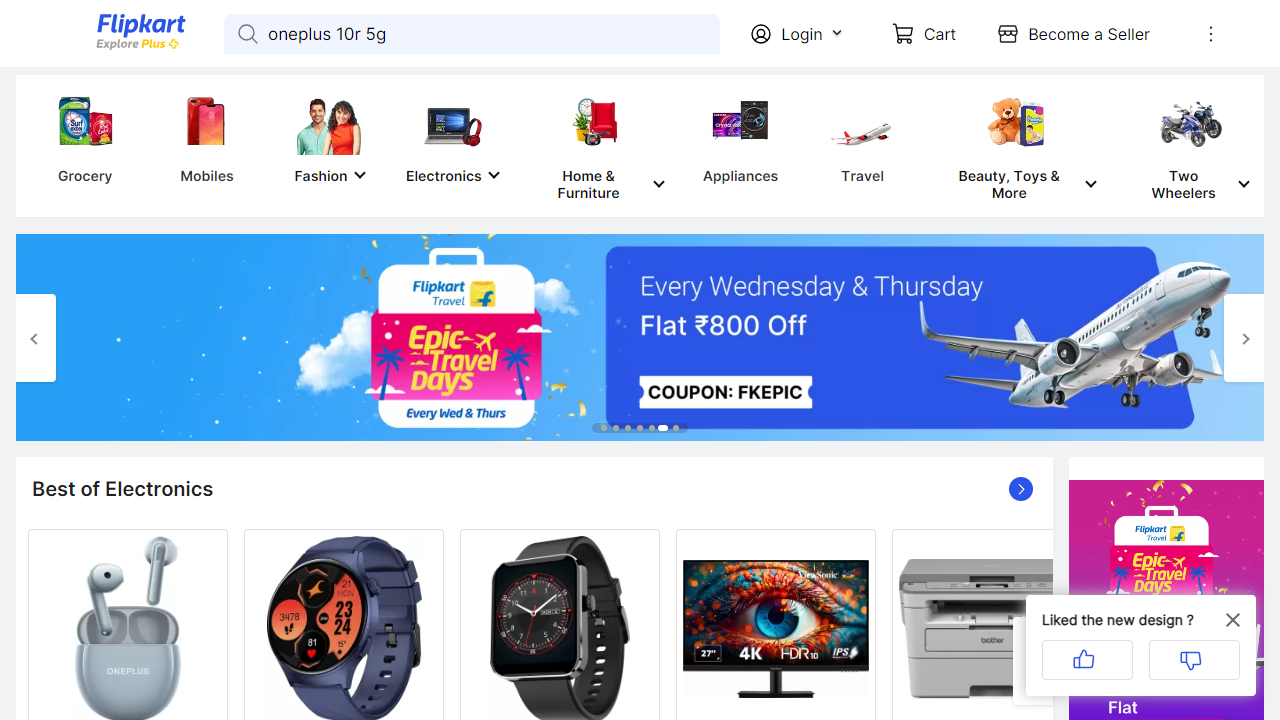 Flipkart
Explore Plus
oneplus 10r 5g
Login
Cart
Become a Seller
Grocery
Mobiles
Fashion
Electronics
Home &
Furniture
Appliances
Travel
Beauty, Toys &
More
Two
Wheelers
Flipkart
Travel
Epic
Travel
Days
Every Wed & Thurs
Every Wednesday & Thursday
Flat ₹800 Off
COUPON: FKEPIC
Best of Electronics
ONEPLUS
21
MON
3478
23
24
81
ViewSonic
27"
4K
HDR10
IPS
brother
Flipkart
Travel
Epic
Travel
Days
Liked the new design ?
Flat